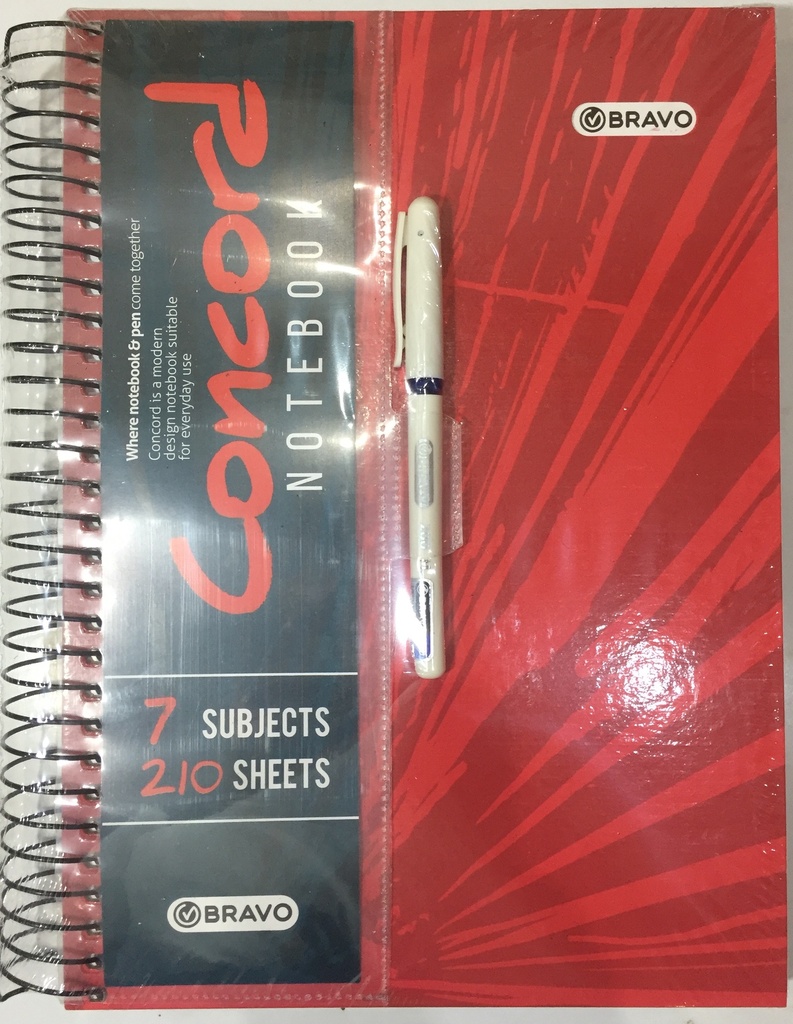 BRAVO
Concord
NOTEBOOK
Where notebook & pen come together
Concord is a modern
design notebook suitable
for everyday use
7 SUBJECTS
210 SHEETS
BRAVO